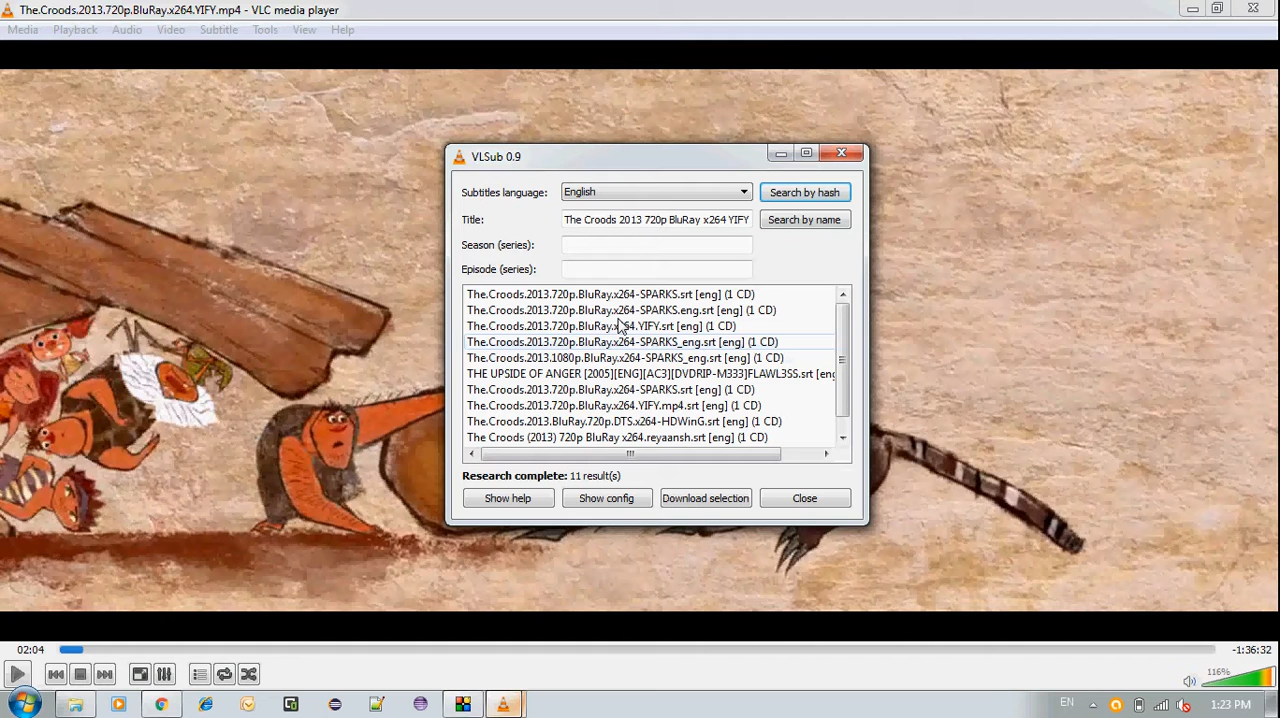 The.Croods.2013.720p.BluRay.x264.YIFY.mp4 - VLC media player
Media Playback Audio Video Subtitle Tools View Help
VLSub 0.9
Subtitles language: English Search by hash
Title: The Croods 2013 720p BluRay x264 YIFY Search by name
Season (series):
Episode (series):
The.Croods.2013.720p.BluRay.x264-SPARKS.srt [eng] (1 CD)
The.Croods.2013.720p.BluRay.x264-SPARKS.eng.srt [eng] (1 CD)
The.Croods.2013.720p.BluRay.x264.YIFY.srt [eng] (1 CD)
The.Croods.2013.720p.BluRay.x264-SPARKS_eng.srt [eng] (1 CD)
The.Croods.2013.1080p.BluRay.x264-SPARKS_eng.srt [eng] (1 CD)
THE UPSIDE OF ANGER [2005][ENG][AC3][DVDRIP-M333]FLAWL3SS.srt [eng
The.Croods.2013.720p.BluRay.x264-SPARKS.srt [eng] (1 CD)
The.Croods.2013.720p.BluRay.x264.YIFY.mp4.srt [eng] (1 CD)
The.Croods.2013.BluRay.720p.DTS.x264-HDWinG.srt [eng] (1 CD)
The Croods (2013) 720p BluRay x264.reyaansh.srt [eng] (1 CD)
Research complete: 11 result(s)
Show help Show config Download selection Close
02:04 -1:36:32
116%
EN 1:23 PM